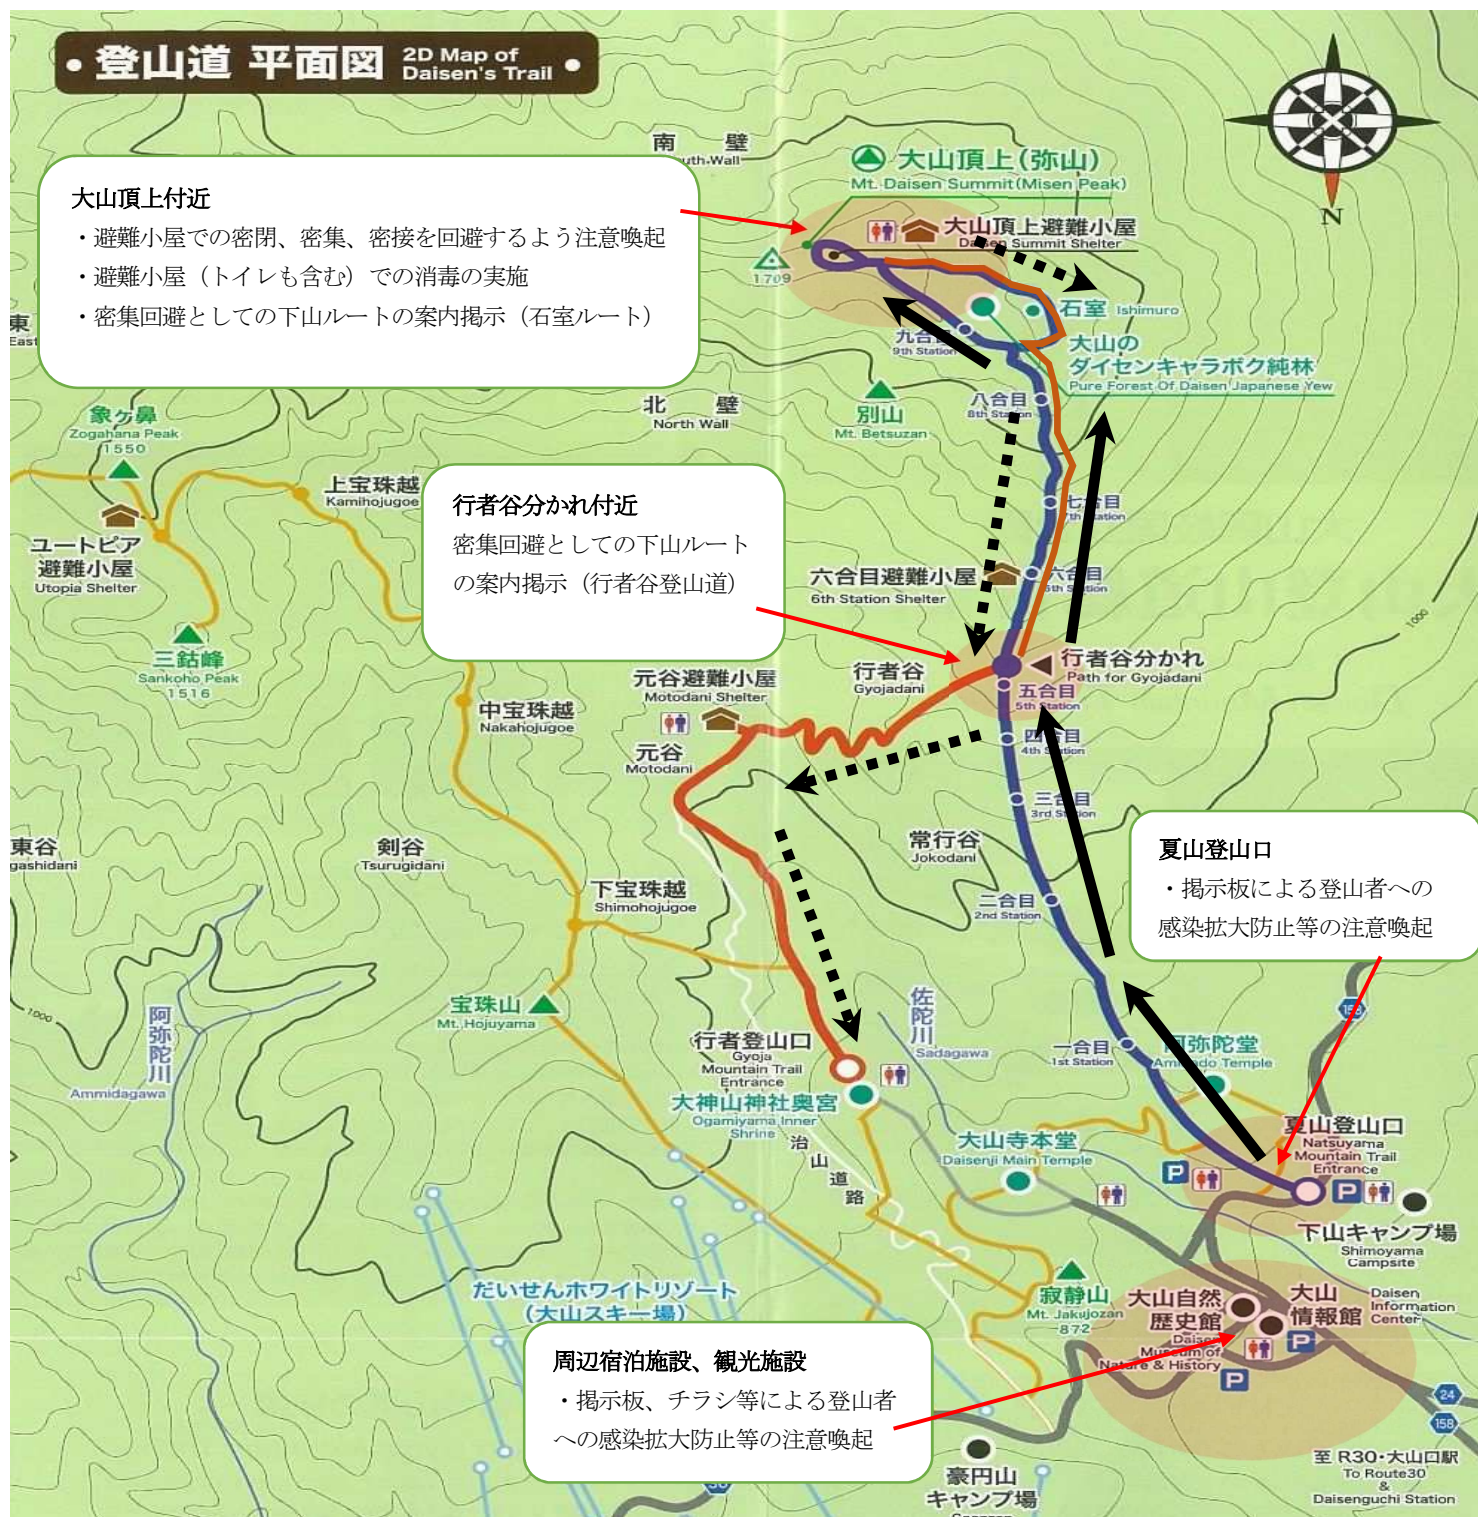 • 登山道 平面図 2D Map of Daisen's Trail •
南壁
uth Wall
大山頂上(弥山)
Mt. Daisen Summit(Misen Peak)
N
大山頂上付近
・避難小屋での密閉、密集、密接を回避するよう注意喚起
・避難小屋（トイレも含む）での消毒の実施
・密集回避としての下山ルートの案内掲示（石室ルート）
大山頂上避難小屋
Daisen Summit Shelter
1709
石室 Ishimuro
東
East
九合目
9th Station
大山の
ダイセンキャラボク純林
Pure Forest Of Daisen Japanese Yew
八合目
8th Station
別山
Mt. Betsuzan
北壁
North Wall
象ヶ鼻
Zogahana Peak
1550
上宝珠越
Kamihojugoe
ユートピア
避難小屋
Utopia Shelter
三鈷峰
Sankoho Peak
1516
行者谷分かれ付近
密集回避としての下山ルート
の案内掲示（行者谷登山道）
七合目
7th Station
六合目避難小屋
6th Station Shelter
六合目
6th Station
1000
行者谷分かれ
Path for Gyojadani
行者谷
Gyojadani
五合目
5th Station
元谷避難小屋
Motodani Shelter
元谷
Motodani
中宝珠越
Nakahojugoe
四合目
4th Station
三合目
3rd Station
東谷
gashidani
剣谷
Tsurugidani
常行谷
Jokodani
夏山登山口
・掲示板による登山者への
感染拡大防止等の注意喚起
下宝珠越
Shimohojugoe
二合目
2nd Station
1000
阿弥陀川
Ammidagawa
宝珠山
Mt. Hojuyama
佐陀川
Sadagawa
158
行者登山口
Gyoja
Mountain Trail
Entrance
一合目
1st Station
阿弥陀堂
Amidado Temple
大神山神社奥宮
Ogamiyama Inner
Shrine
治山道路
大山寺本堂
Daisenji Main Temple
夏山登山口
Natsuyama
Mountain Trail
Entrance
P
P
下山キャンプ場
Shimoyama
Campsite
だいせんホワイトリゾート
(大山スキー場)
寂静山
Mt. Jakujozan
872
大山自然
歴史館
Daisen
Museum of
Nature & History
大山
情報館
Daisen
Information
Center
P
P
周辺宿泊施設、観光施設
・掲示板、チラシ等による登山者
への感染拡大防止等の注意喚起
24
158
至 R30・大山口駅
To Route30
&
Daisenguchi Station
豪円山
キャンプ場
30